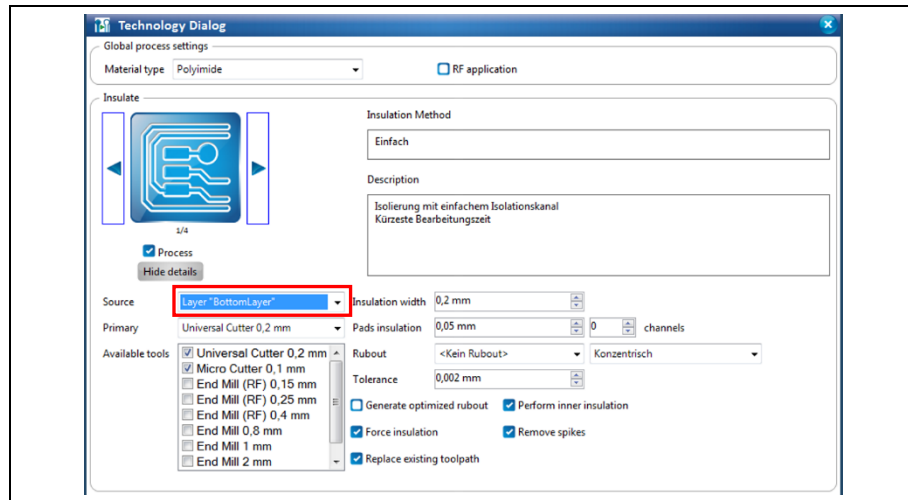 Technology Dialog
Global process settings
Material type Polyimide RF application
Insulate
Insulation Method
Einfach
Description
Isolierung mit einfachem Isolationskanal
Kürzeste Bearbeitungszeit
1/4
Process
Hide details
Source Layer "BottomLayer" Insulation width 0,2 mm
Primary Universal Cutter 0,2 mm Pads insulation 0,05 mm 0 channels
Available tools Universal Cutter 0,2 mm Rubout <Kein Rubout> Konzentrisch
Micro Cutter 0,1 mm
End Mill (RF) 0,15 mm Tolerance 0,002 mm
End Mill (RF) 0,25 mm
End Mill (RF) 0,4 mm Generate optimized rubout Perform inner insulation
End Mill 0,8 mm Force insulation Remove spikes
End Mill 1 mm
End Mill 2 mm Replace existing toolpath